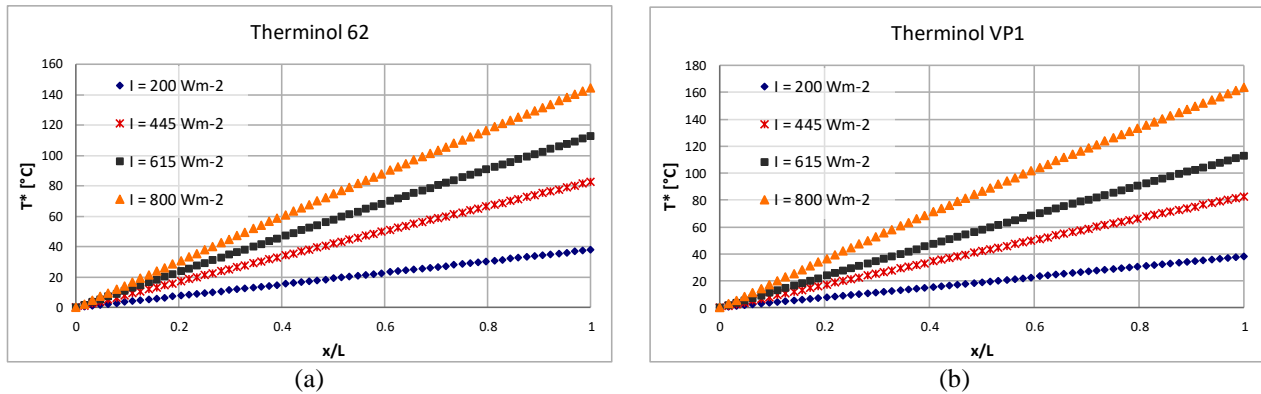 Therminol 62
160
140
120
100
80
60
40
20
0
T* [°C]
I = 200 Wm-2
I = 445 Wm-2
I = 615 Wm-2
I = 800 Wm-2
0 0.2 0.4 0.6 0.8 1
x/L
(a)
Therminol VP1
180
160
140
120
100
80
60
40
20
0
T* [°C]
I = 200 Wm-2
I = 445 Wm-2
I = 615 Wm-2
I = 800 Wm-2
0 0.2 0.4 0.6 0.8 1
x/L
(b)